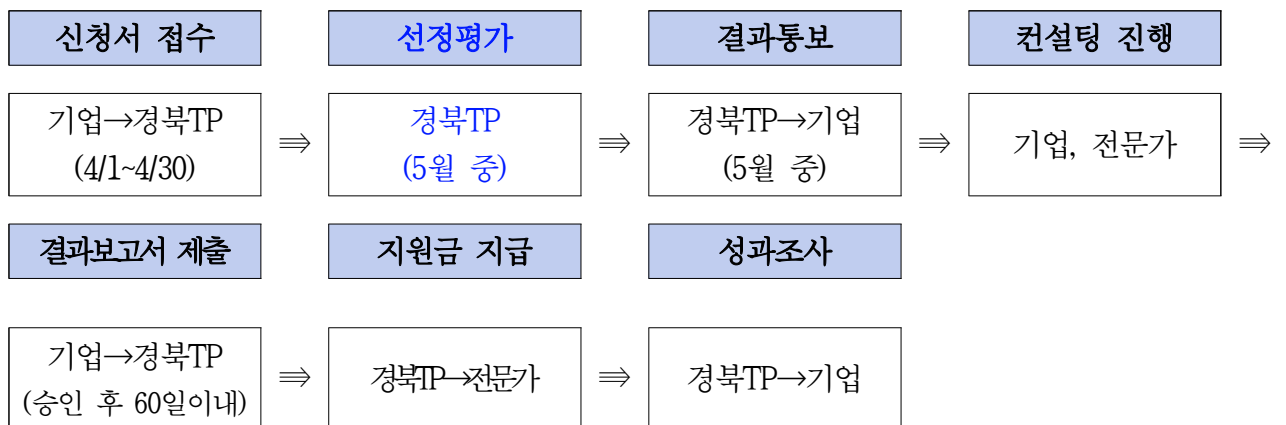 신청서 접수
선정평가
결과통보
컨설팅 진행
기업→경북TP
(4/1~4/30)
⇛
경북TP
(5월 중)
⇛
경북TP→기업
(5월 중)
⇛
기업, 전문가
⇛
결과보고서 제출
지원금 지급
성과조사
기업→경북TP
(승인 후 60일이내)
⇛
경북TP→전문가
⇛
경북TP→기업